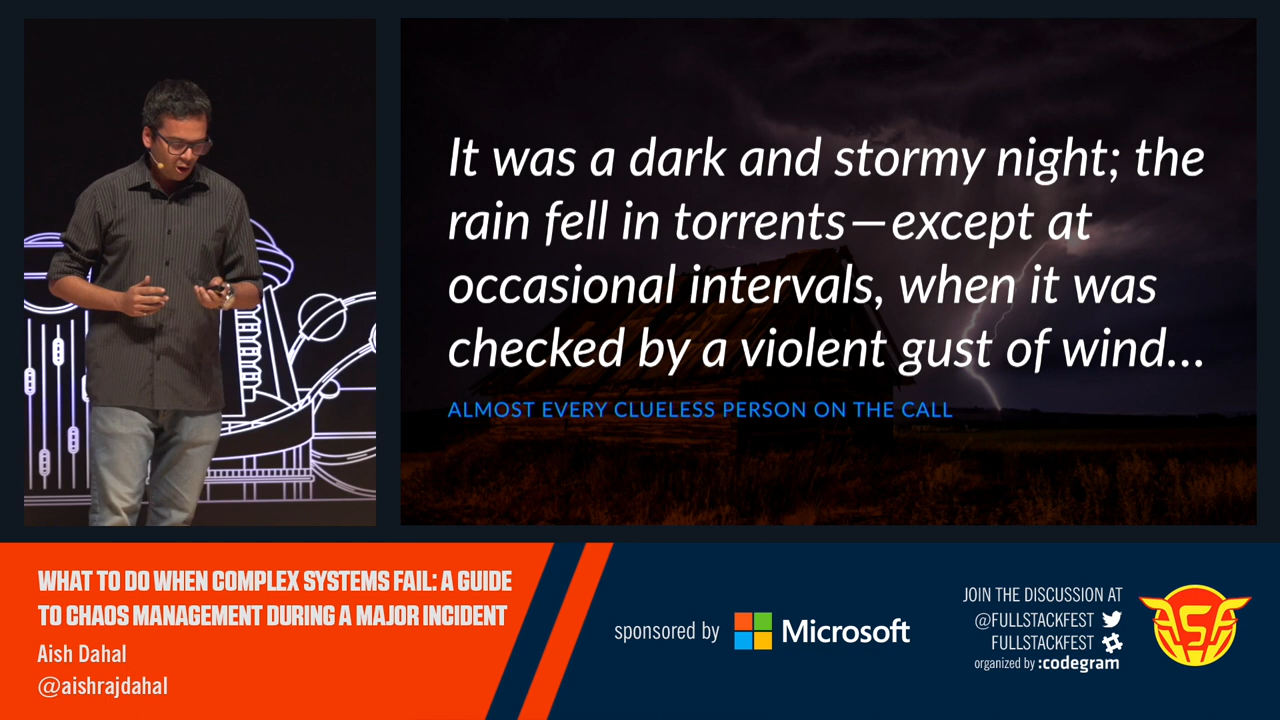 It was a dark and stormy night; the
rain fell in torrents—except at
occasional intervals, when it was
checked by a violent gust of wind...
ALMOST EVERY CLUELESS PERSON ON THE CALL
WHAT TO DO WHEN COMPLEX SYSTEMS FAIL: A GUIDE
TO CHAOS MANAGEMENT DURING A MAJOR INCIDENT
Aish Dahal
@aishrajdahal
sponsored by Microsoft
JOIN THE DISCUSSION AT
@FULLSTACKFEST
FULLSTACKFEST
organized by :codegram
FSF